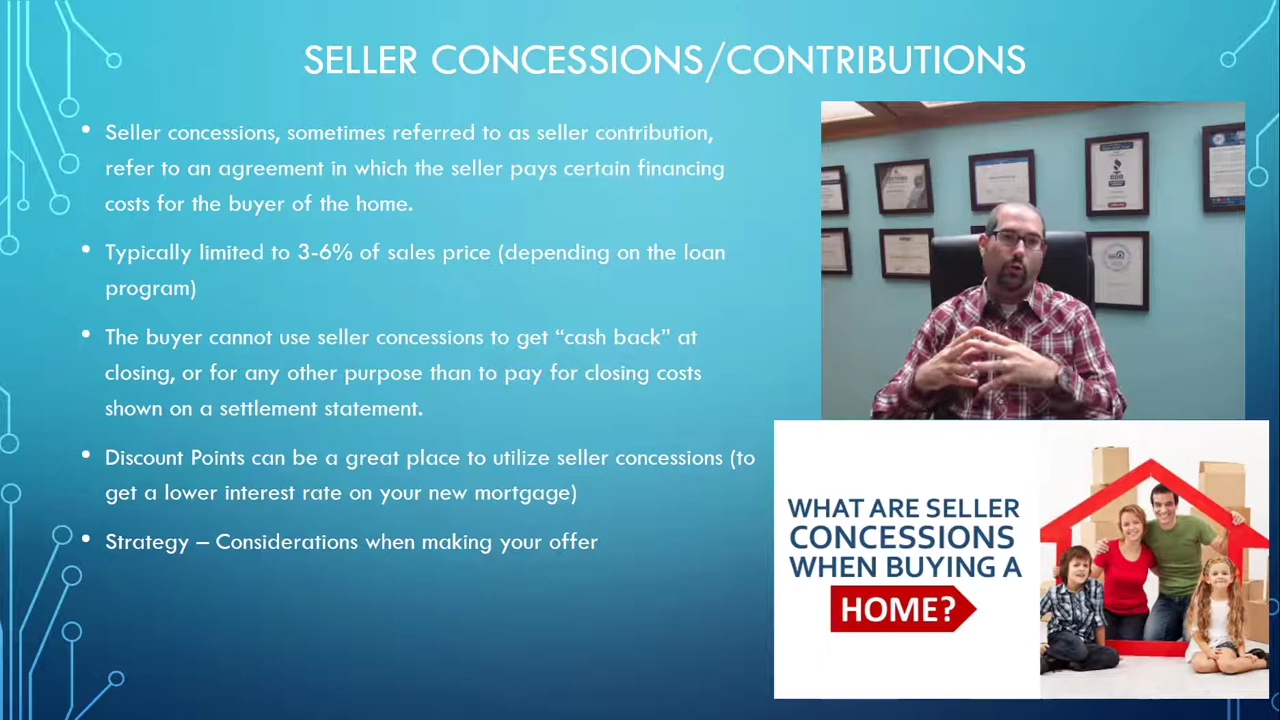 SELLER CONCESSIONS/CONTRIBUTIONS
• Seller concessions, sometimes referred to as seller contribution,
refer to an agreement in which the seller pays certain financing
costs for the buyer of the home.
• Typically limited to 3-6% of sales price (depending on the loan
program)
• The buyer cannot use seller concessions to get “cash back” at
closing, or for any other purpose than to pay for closing costs
shown on a settlement statement.
• Discount Points can be a great place to utilize seller concessions (to
get a lower interest rate on your new mortgage)
• Strategy – Considerations when making your offer
WHAT ARE SELLER
CONCESSIONS
WHEN BUYING A
HOME?